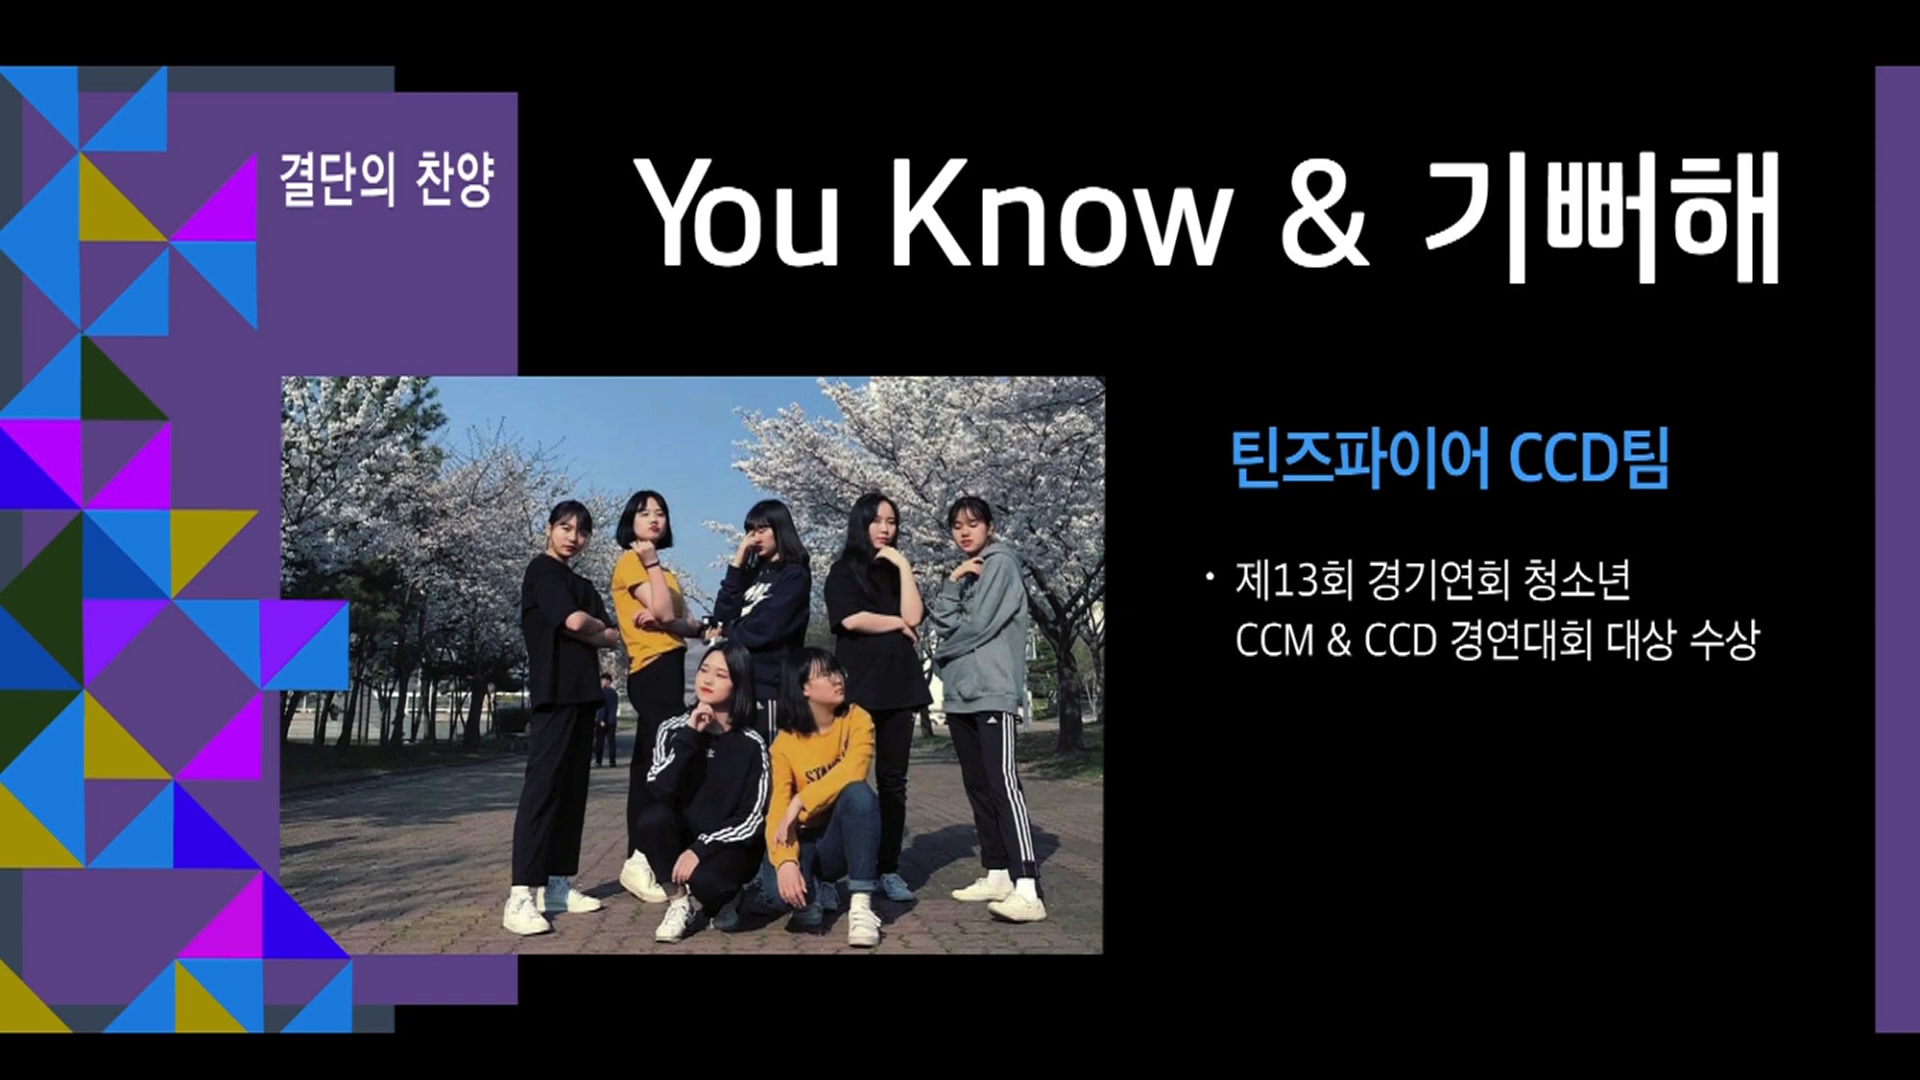 결단의 찬양
You Know & 기뻐해
틴즈파이어 CCD팀
• 제13회 경기연회 청소년
CCM & CCD 경연대회 대상 수상